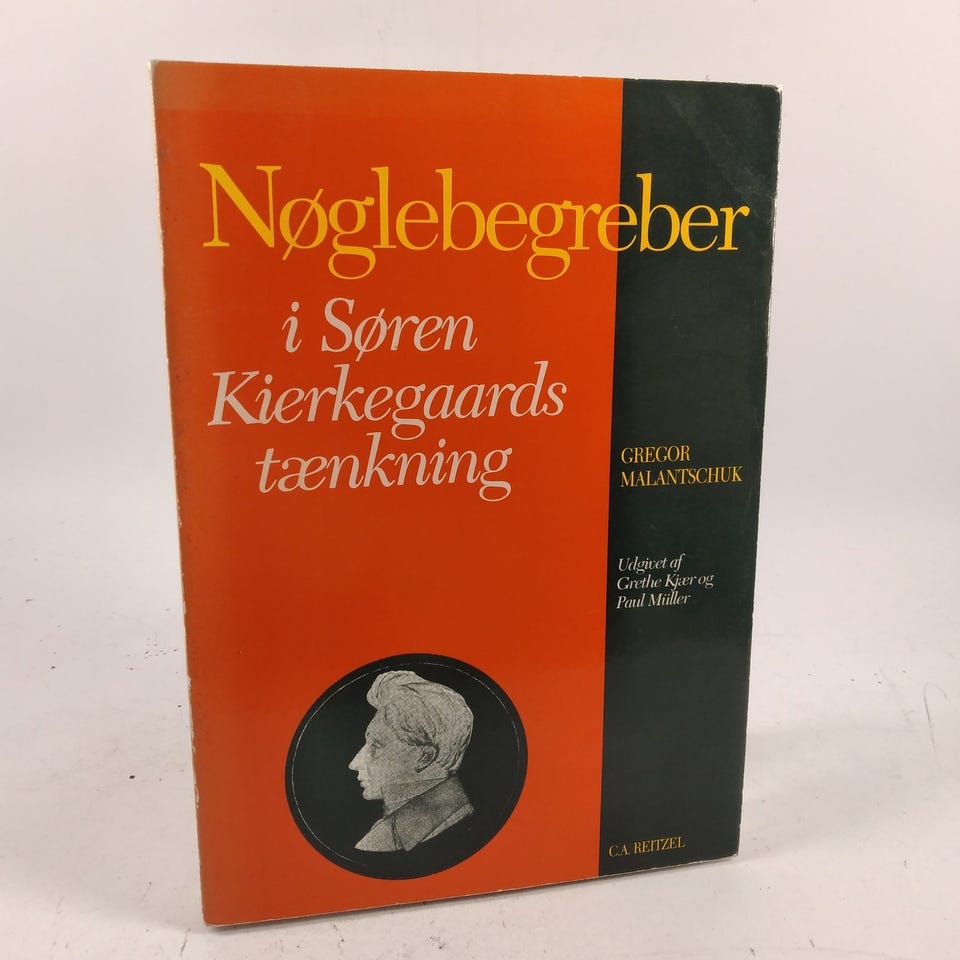 Nøglebegreber
i Søren
Kierkegaards
tænkning
GREGOR
MALANTSCHUK
Udgivet af
Grethe Kjær og
Paul Müller
C.A. REITZEL